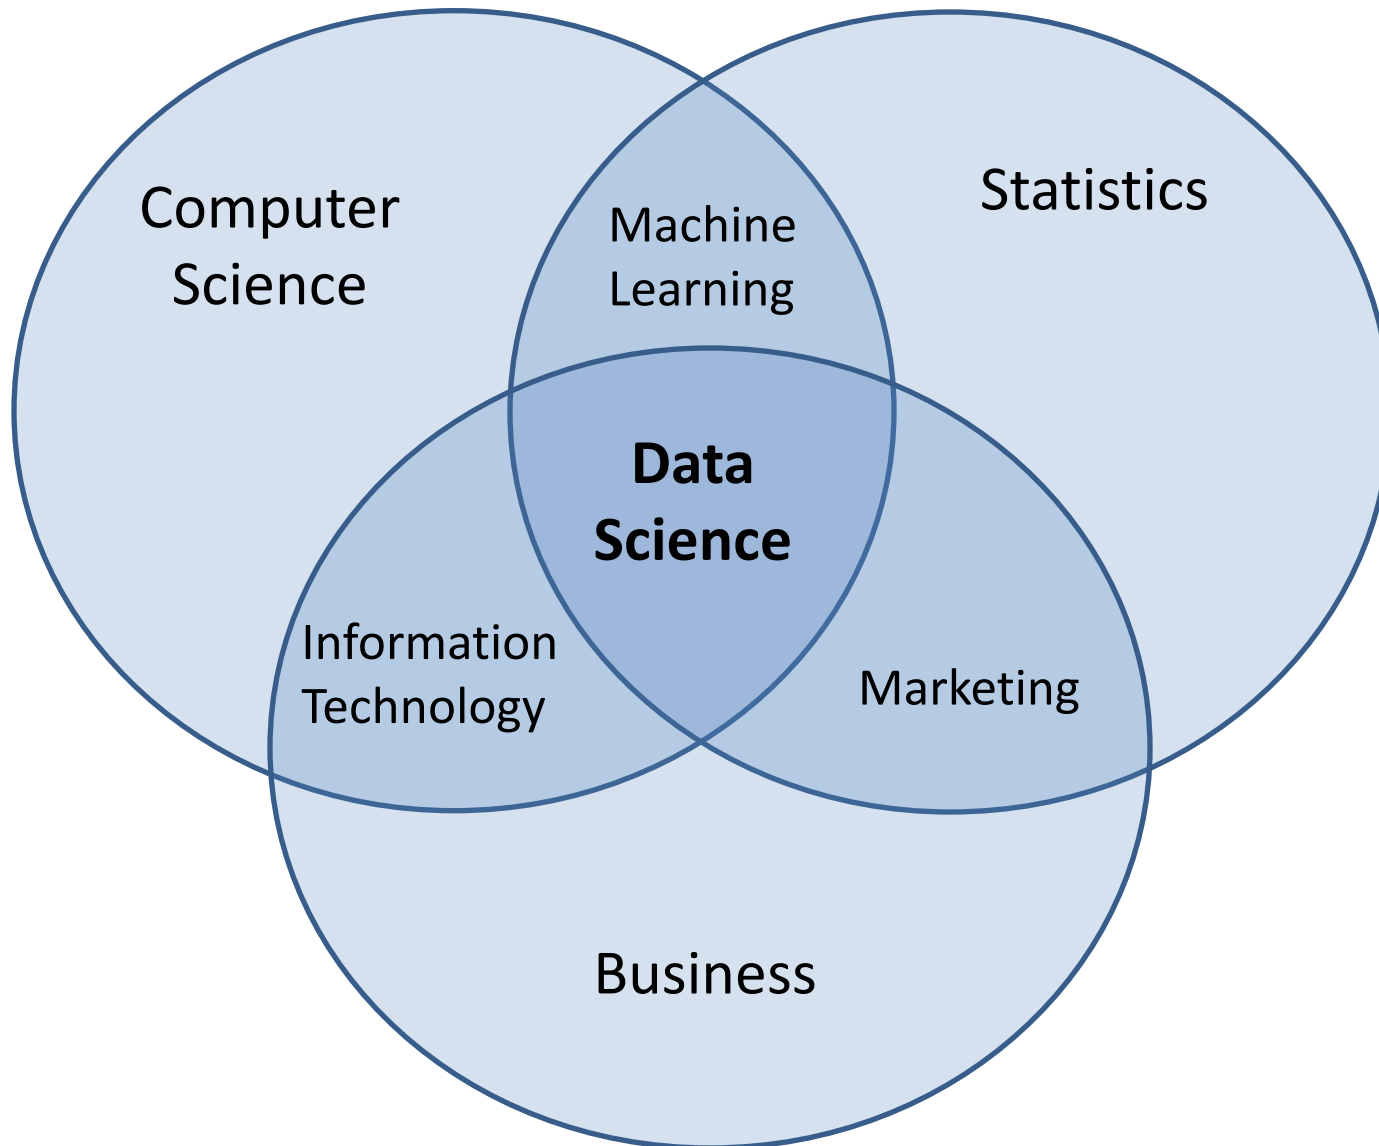 Computer
Science
Statistics
Machine
Learning
Data
Science
Information
Technology
Marketing
Business